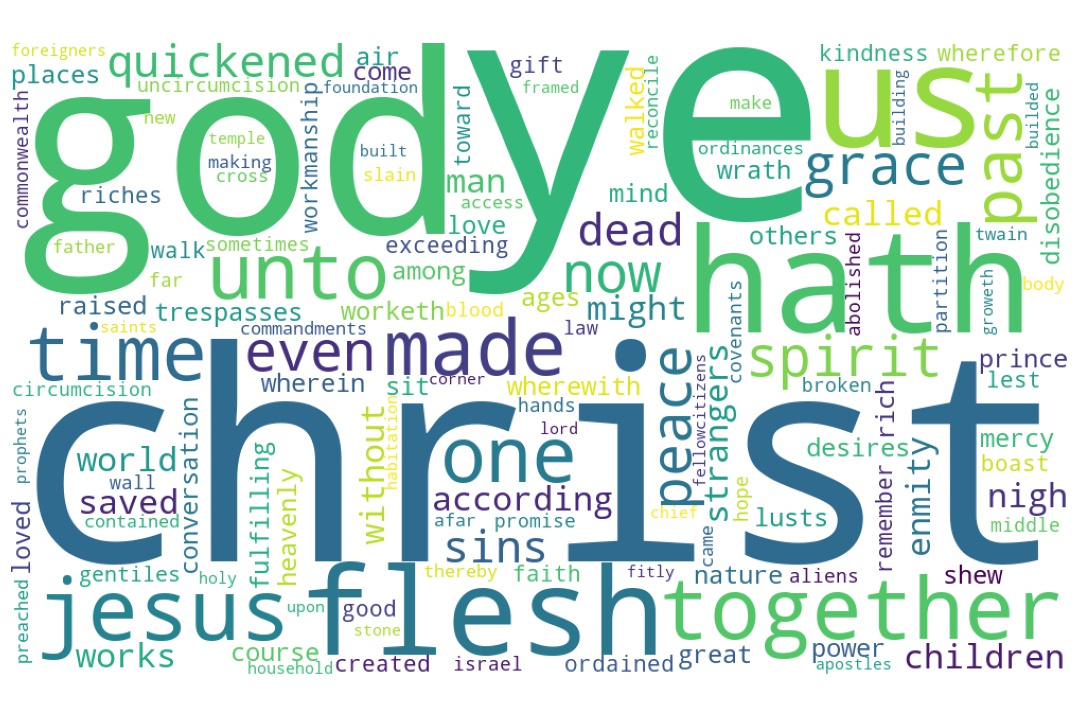 foreigners
quickened
air
gift
kindness
wherefore
places
come
god
ye
us
past
uncircumcision
foundation
framed
commonwealth
new
workmanship
toward
walked
reconcile
make
building
builded
disobedience
temple
making
cross
built
slain
ordinances
wrath
grace
riches
man
access
mind
called
love
dead
father
walk
sometimes
exceeding
others
abolished
partition
twain
hath
far
unto
among
now
groweth
body
raised
trespasses
worketh
blood
ages
might
covenants
saints
commandments
law
time
even
made
spirit
prince
christ
circumcision
wherein
sit
corner
wherewith
peace
fellowcitizens
strangers
broken
lest
rich
prophets
conversation
without
habitation
hands
lord
one
desires
remember
enmity
mercy
world
wall
boast
saved
fulfilling
heavenly
according
chief
hope
nigh
contained
afar
promise
lusts
middle
loved
sins
came
gentiles
holy
thereby
faith
fitly
nature
aliens
shew
preached
jesus
upon
good
flesh
together
stone
works
course
household
created
israel
ordained
great
power
apostles
children